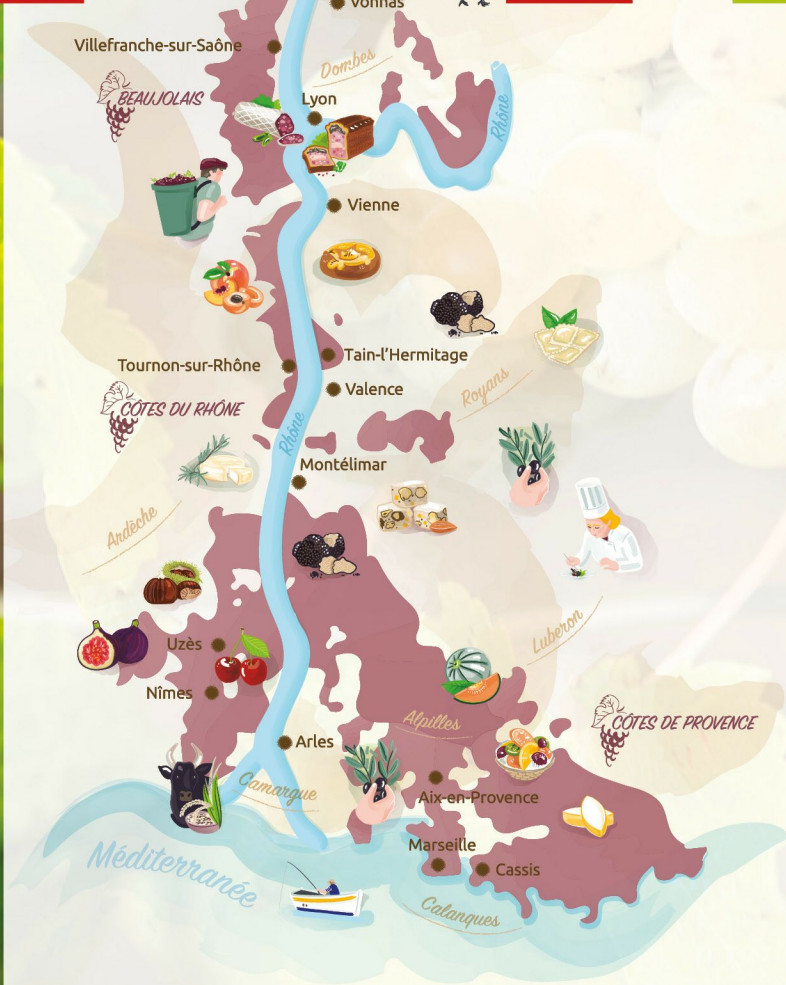 Vonnas
Villefranche-sur-Saône
Dombes
BEAUJOLAIS
Lyon
Rhône
Vienne
Tain-l'Hermitage
Tournon-sur-Rhône
Valence
Royans
CÔTES DU RHÔNE
Rhône
Montélimar
Ardèche
Luberon
Uzès
Nîmes
Alpilles
CÔTES DE PROVENCE
Arles
Camargue
Aix-en-Provence
Marseille
Méditerranée
Cassis
Calanques